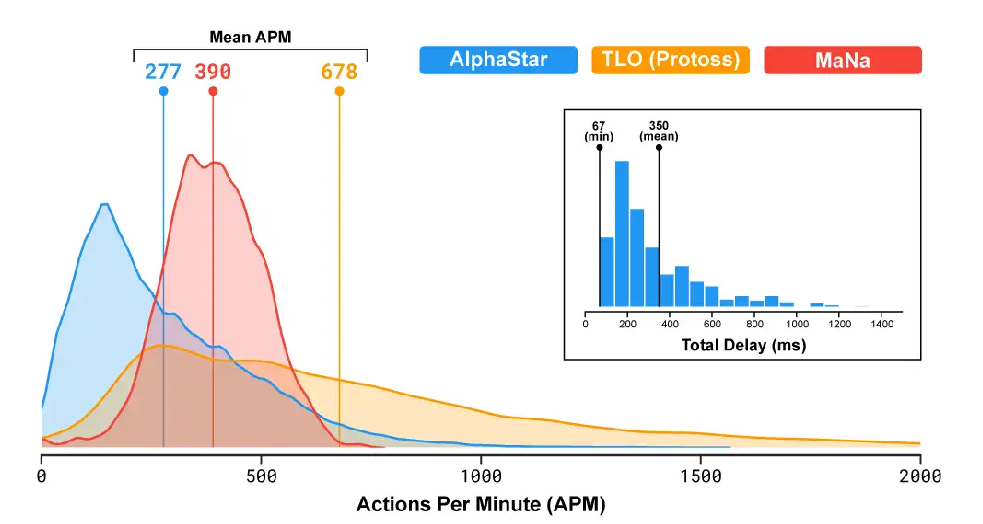 Mean APM
277 390 678
AlphaStar TLO (Protoss) MaNa
67 (min)
350 (mean)
0 200 400 600 800 1000 1200 1400
Total Delay (ms)
0 500 1000 1500 2000
Actions Per Minute (APM)